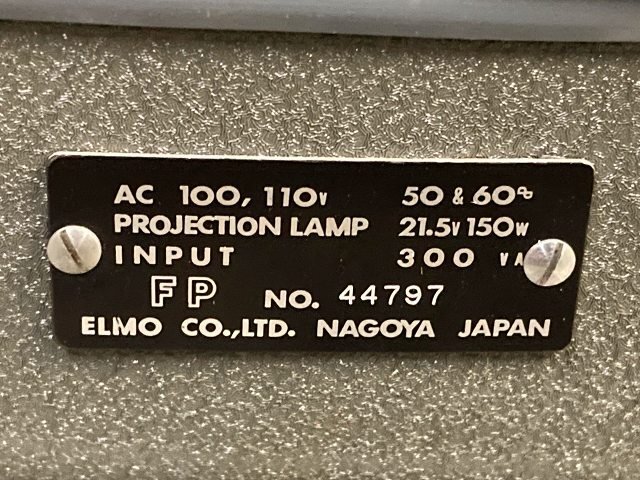 AC 100, 110V 50 & 60~
PROJECTION LAMP 21.5V 150W
INPUT 300 VA
FP NO. 44797
ELMO CO.,LTD. NAGOYA JAPAN